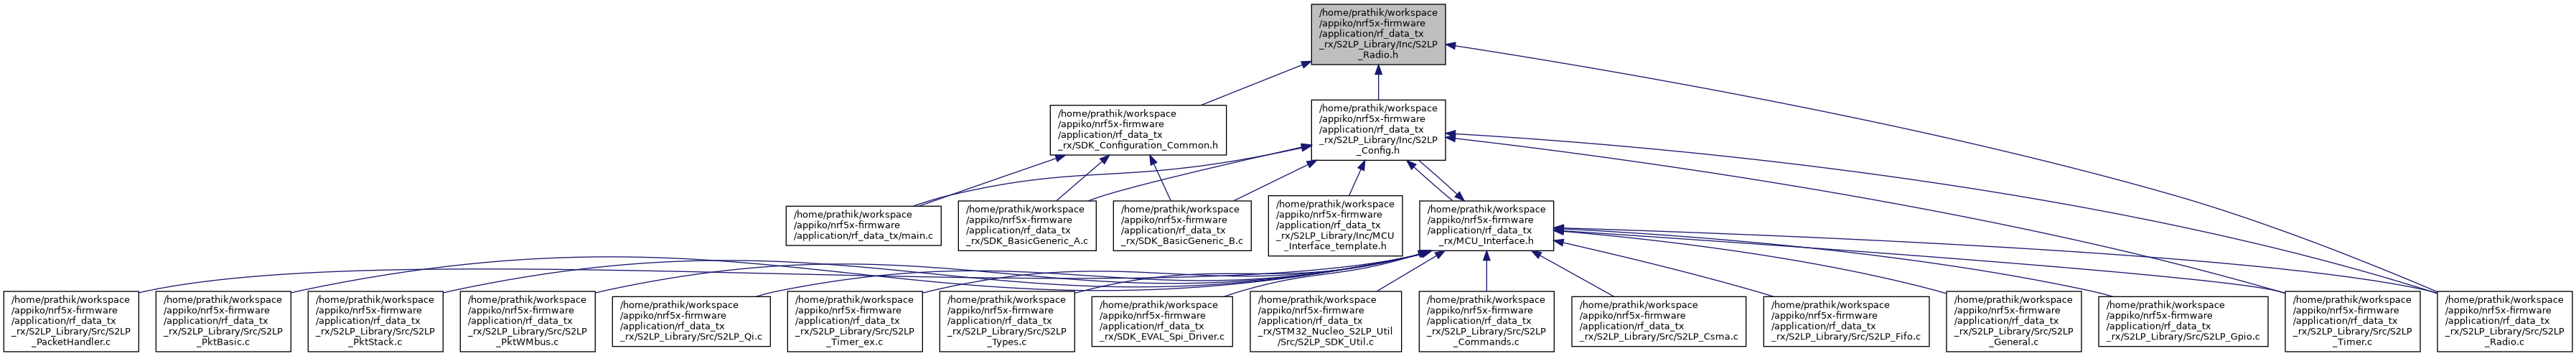 /home/prathik/workspace
/appiko/nrf5x-firmware
/application/rf_data_tx
_rx/S2LP_Library/Inc/S2LP
_Radio.h
/home/prathik/workspace
/appiko/nrf5x-firmware
/application/rf_data_tx
_rx/SDK_Configuration_Common.h
/home/prathik/workspace
/appiko/nrf5x-firmware
/application/rf_data_tx
_rx/S2LP_Library/Inc/S2LP
_Config.h
/home/prathik/workspace
/appiko/nrf5x-firmware
/application/rf_data_tx/main.c
/home/prathik/workspace
/appiko/nrf5x-firmware
/application/rf_data_tx
_rx/SDK_BasicGeneric_A.c
/home/prathik/workspace
/appiko/nrf5x-firmware
/application/rf_data_tx
_rx/SDK_BasicGeneric_B.c
/home/prathik/workspace
/appiko/nrf5x-firmware
/application/rf_data_tx
_rx/S2LP_Library/Inc/MCU
_Interface_template.h
/home/prathik/workspace
/appiko/nrf5x-firmware
/application/rf_data_tx
_rx/MCU_Interface.h
/home/prathik/workspace
/appiko/nrf5x-firmware
/application/rf_data_tx
_rx/S2LP_Library/Src/S2LP
_PacketHandler.c
/home/prathik/workspace
/appiko/nrf5x-firmware
/application/rf_data_tx
_rx/S2LP_Library/Src/S2LP
_PktBasic.c
/home/prathik/workspace
/appiko/nrf5x-firmware
/application/rf_data_tx
_rx/S2LP_Library/Src/S2LP
_PktStack.c
/home/prathik/workspace
/appiko/nrf5x-firmware
/application/rf_data_tx
_rx/S2LP_Library/Src/S2LP
_PktWMbus.c
/home/prathik/workspace
/appiko/nrf5x-firmware
/application/rf_data_tx
_rx/S2LP_Library/Src/S2LP_Qi.c
/home/prathik/workspace
/appiko/nrf5x-firmware
/application/rf_data_tx
_rx/S2LP_Library/Src/S2LP
_Timer_ex.c
/home/prathik/workspace
/appiko/nrf5x-firmware
/application/rf_data_tx
_rx/S2LP_Library/Src/S2LP
_Types.c
/home/prathik/workspace
/appiko/nrf5x-firmware
/application/rf_data_tx
_rx/SDK_EVAL_Spi_Driver.c
/home/prathik/workspace
/appiko/nrf5x-firmware
/application/rf_data_tx
_rx/STM32_Nucleo_S2LP_Util
/Src/S2LP_SDK_Util.c
/home/prathik/workspace
/appiko/nrf5x-firmware
/application/rf_data_tx
_rx/S2LP_Library/Src/S2LP
_Commands.c
/home/prathik/workspace
/appiko/nrf5x-firmware
/application/rf_data_tx
_rx/S2LP_Library/Src/S2LP_Csma.c
/home/prathik/workspace
/appiko/nrf5x-firmware
/application/rf_data_tx
_rx/S2LP_Library/Src/S2LP_Fifo.c
/home/prathik/workspace
/appiko/nrf5x-firmware
/application/rf_data_tx
_rx/S2LP_Library/Src/S2LP
_General.c
/home/prathik/workspace
/appiko/nrf5x-firmware
/application/rf_data_tx
_rx/S2LP_Library/Src/S2LP_Gpio.c
/home/prathik/workspace
/appiko/nrf5x-firmware
/application/rf_data_tx
_rx/S2LP_Library/Src/S2LP
_Timer.c
/home/prathik/workspace
/appiko/nrf5x-firmware
/application/rf_data_tx
_rx/S2LP_Library/Src/S2LP
_Radio.c